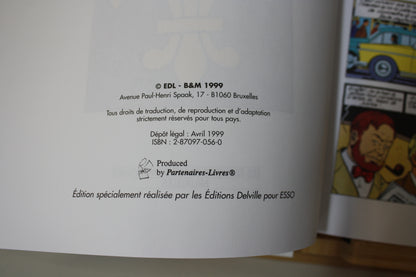 © EDL - B&M 1999
Avenue Paul-Henri Spaak, 17 - B1060 Bruxelles
Tous droits de traduction, de reproduction et d'adaptation
strictement réservés pour tous pays.
Dépôt légal : Avril 1999
ISBN : 2-87097-056-0
Produced
by Partenaires-Livres®
Édition spécialement réalisée par les Éditions Delville pour ESSO